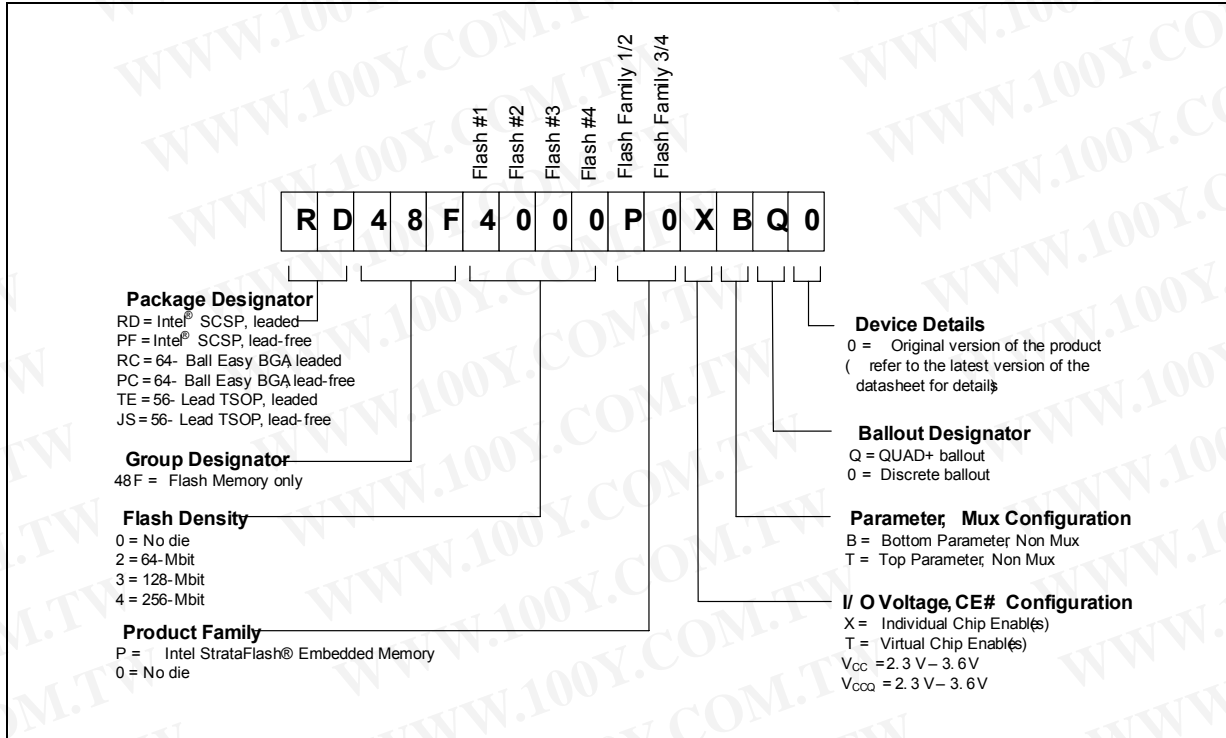 Flash #1
Flash #2
Flash #3
Flash #4
Flash Family 1/2
Flash Family 3/4
R D 4 8 F 4 0 0 0 P 0 X B Q 0
Package Designator
RD = Intel® SCSP, leaded
PF = Intel® SCSP, lead-free
RC = 64- Ball Easy BGA, leaded
PC = 64- Ball Easy BGA, lead-free
TE = 56- Lead TSOP, leaded
JS = 56- Lead TSOP, lead-free
Group Designator
48F = Flash Memory only
Flash Density
0 = No die
2 = 64-Mbit
3 = 128-Mbit
4 = 256-Mbit
Product Family
P = Intel StrataFlash® Embedded Memory
0 = No die
Device Details
0 = Original version of the product
( refer to the latest version of the
datasheet for details)
Ballout Designator
Q = QUAD+ ballout
0 = Discrete ballout
Parameter, Mux Configuration
B = Bottom Parameter, Non Mux
T = Top Parameter, Non Mux
I/O Voltage, CE# Configuration
X = Individual Chip Enable(s)
T = Virtual Chip Enable(s)
VCC = 2.3 V – 3.6 V
VCCQ = 2.3 V – 3.6 V
WWW.100Y.COM.TW